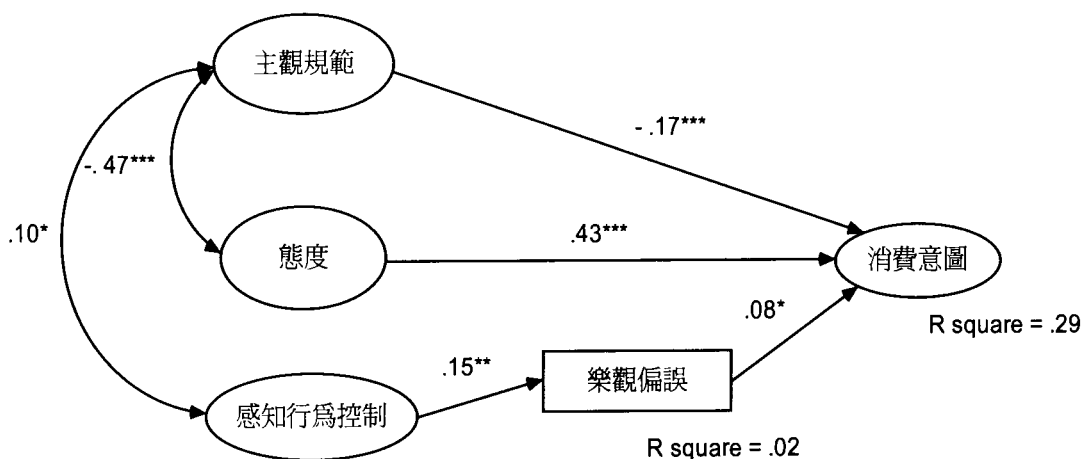 主觀規範
- .17***
-. 47***
.10*
態度
.43***
消費意圖
.08*
R square = .29
.15**
樂觀偏誤
感知行爲控制
R square = .02